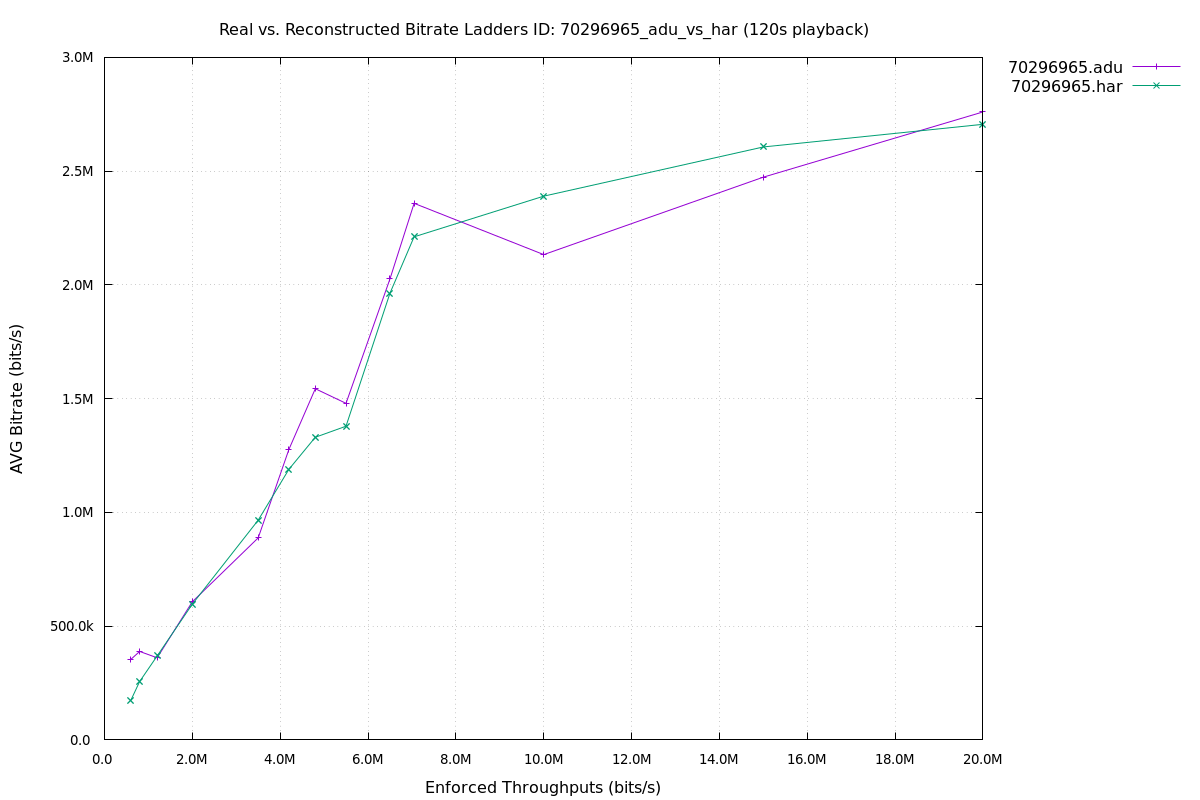 Real vs. Reconstructed Bitrate Ladders ID: 70296965_adu_vs_har (120s playback)
70296965.adu
70296965.har
3.0M
2.5M
2.0M
1.5M
1.0M
500.0k
0.0
AVG Bitrate (bits/s)
0.0 2.0M 4.0M 6.0M 8.0M 10.0M 12.0M 14.0M 16.0M 18.0M 20.0M
Enforced Throughputs (bits/s)